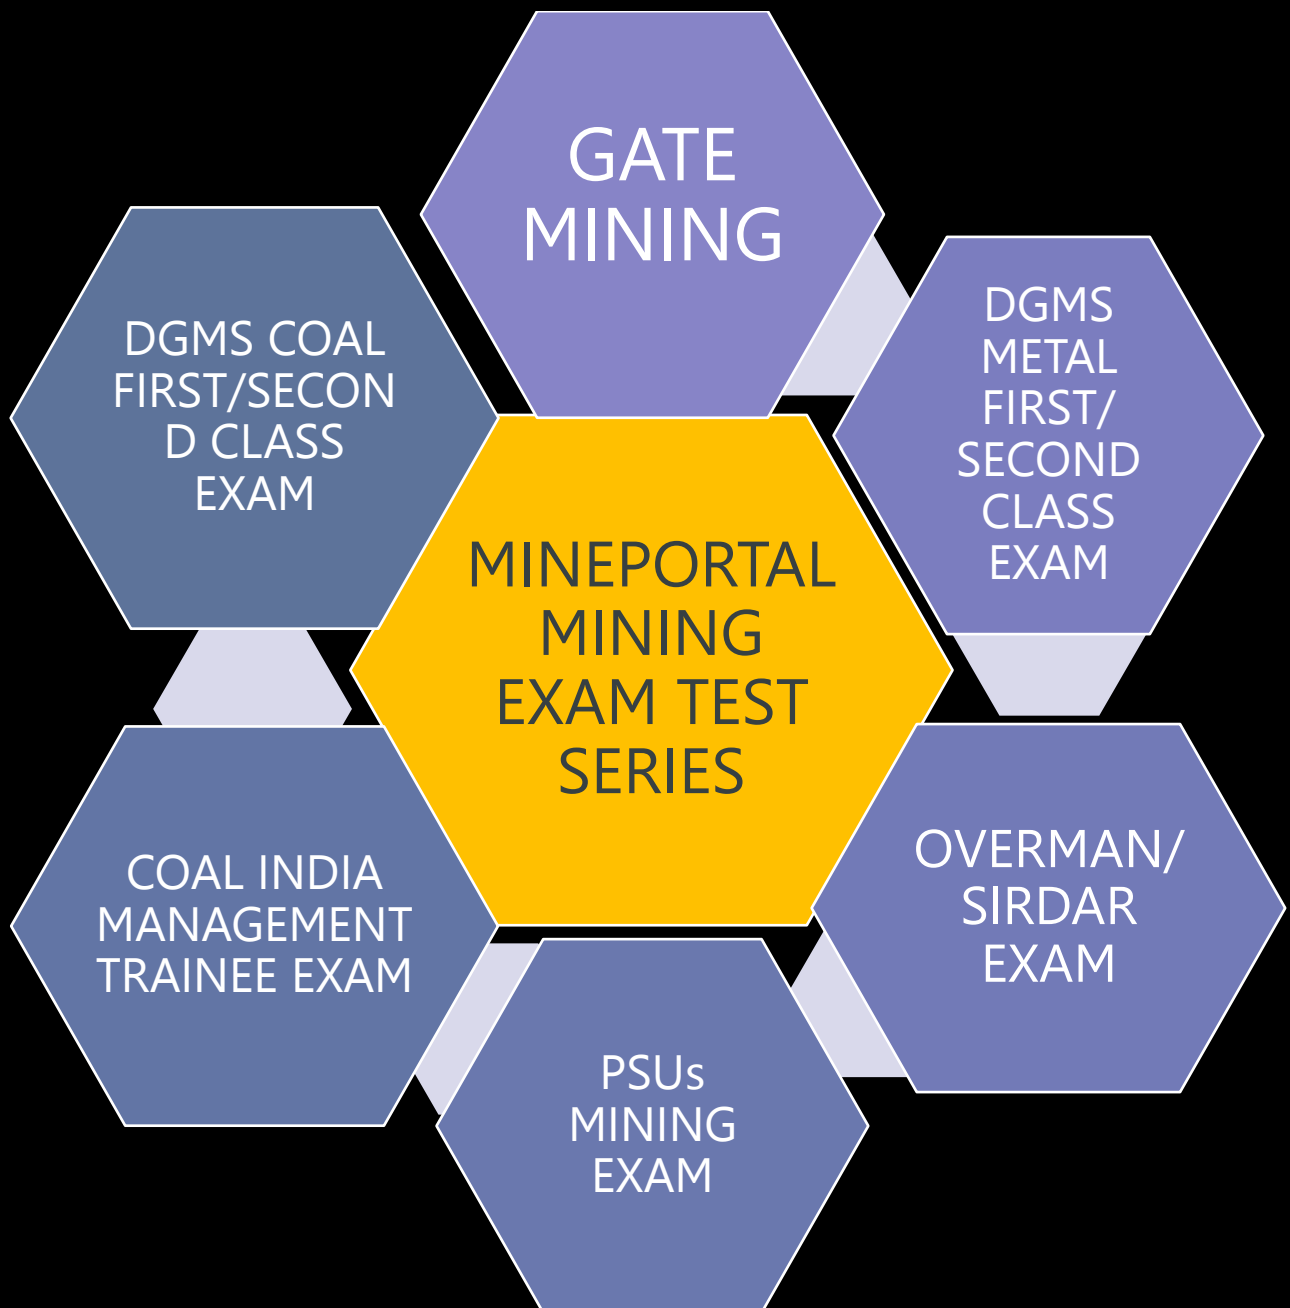 GATE
MINING
DGMS
METAL
FIRST/
SECOND
CLASS
EXAM
OVERMAN/
SIRDAR
EXAM
PSUs
MINING
EXAM
COAL INDIA
MANAGEMENT
TRAINEE EXAM
DGMS COAL
FIRST/SECON
D CLASS
EXAM
MINEPORTAL
MINING
EXAM TEST
SERIES